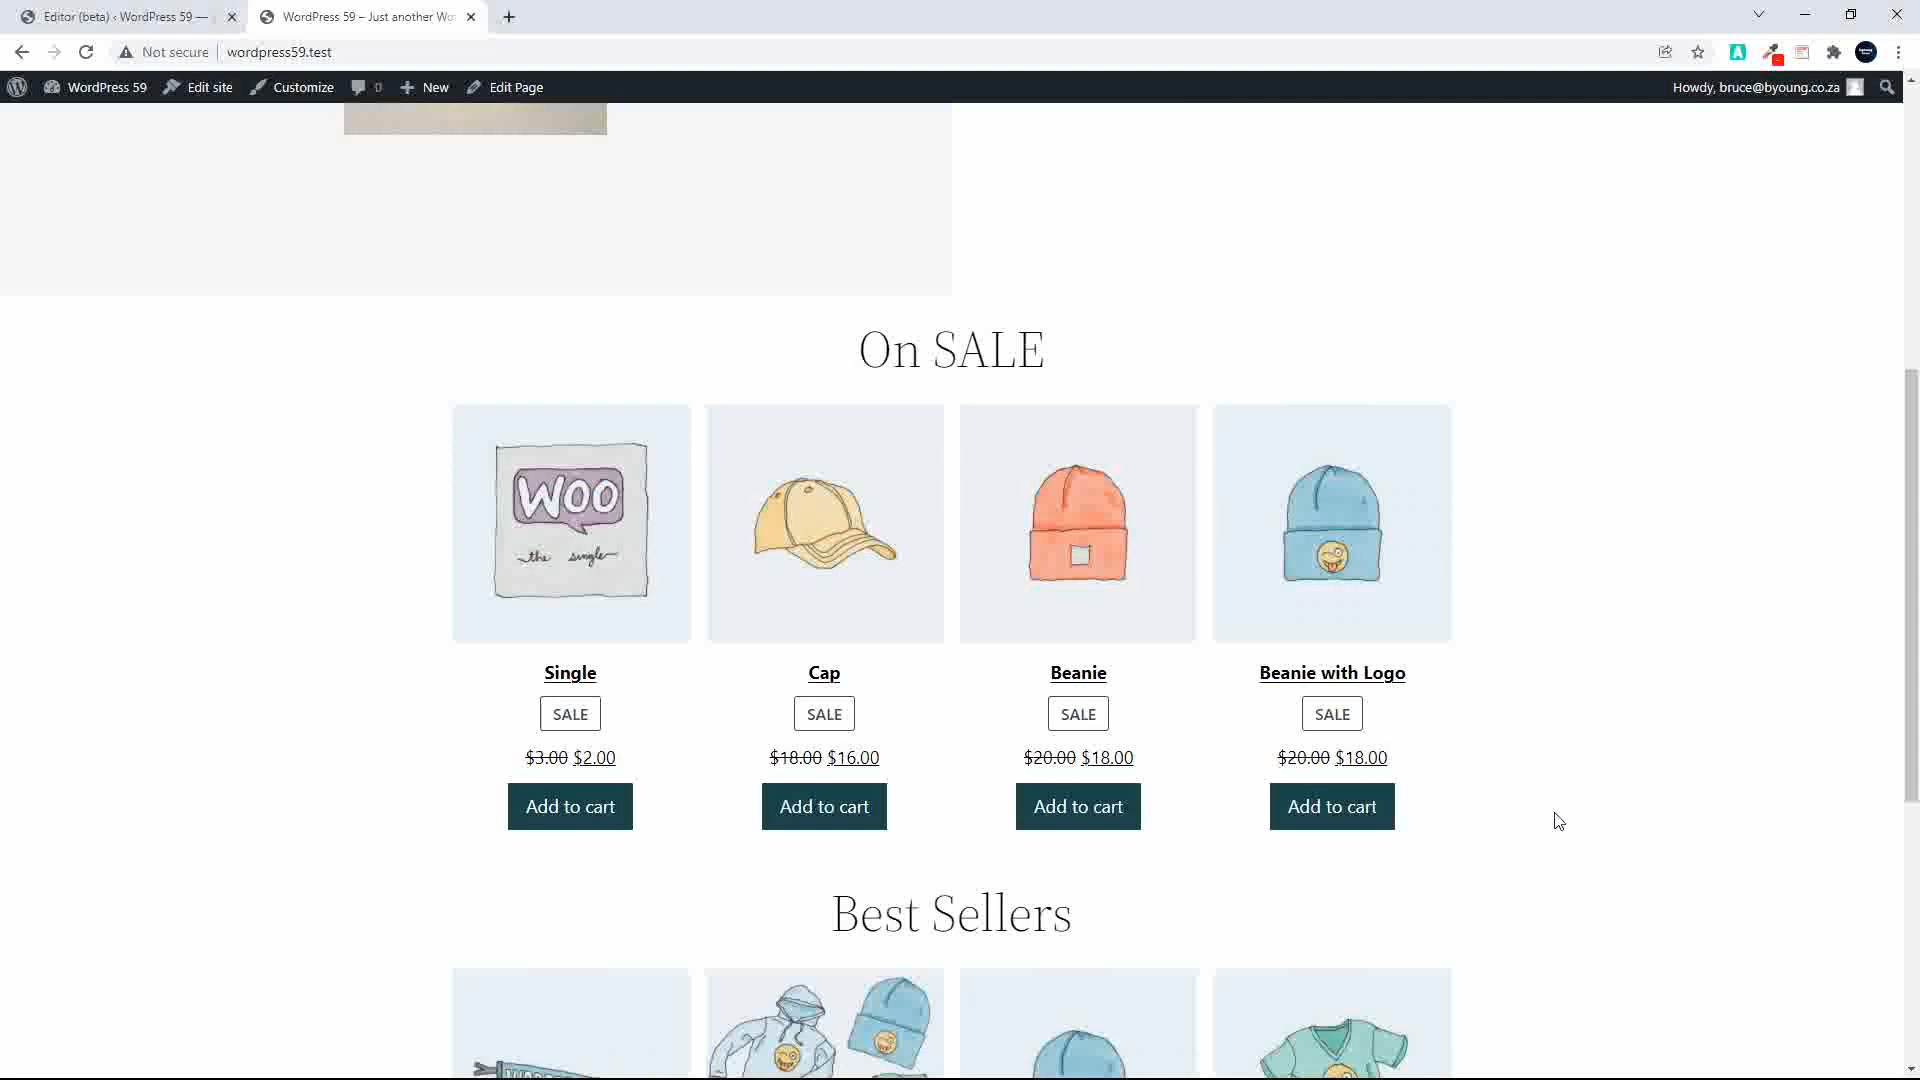 Editor (beta) ‹ WordPress 59 —
WordPress 59 – Just another Wo
Not secure
wordpress59.test
WordPress 59
Edit site
Customize
0
New
Edit Page
Howdy, bruce@byoung.co.za
On SALE
WOO
the single
Single
Cap
Beanie
Beanie with Logo
SALE
SALE
SALE
SALE
$3.00 $2.00
$18.00 $16.00
$20.00 $18.00
$20.00 $18.00
Add to cart
Add to cart
Add to cart
Add to cart
Best Sellers